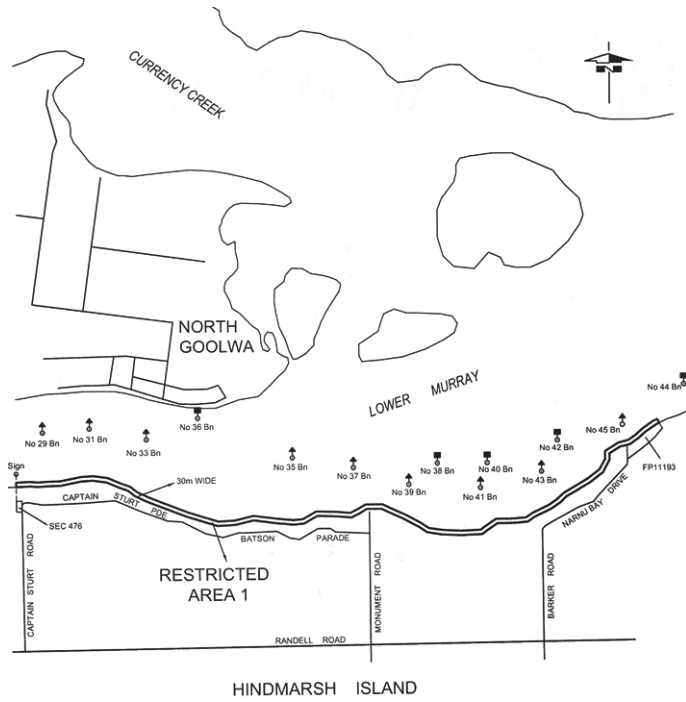 CURRENCY CREEK
N
NORTH
GOOLWA
LOWER MURRAY
No 44 Bn
No 36 Bn
No 29 Bn
No 31 Bn
No 33 Bn
No 45 Bn
No 42 Bn
No 35 Bn
No 37 Bn
No 38 Bn
No 40 Bn
No 43 Bn
No 39 Bn
No 41 Bn
FP11193
Sign
30m WIDE
CAPTAIN STURT PDE
SEC 476
BATSON PARADE
NARNU BAY DRIVE
RESTRICTED
AREA 1
CAPTAIN STURT ROAD
MONUMENT ROAD
BARKER ROAD
RANDELL ROAD
HINDMARSH ISLAND